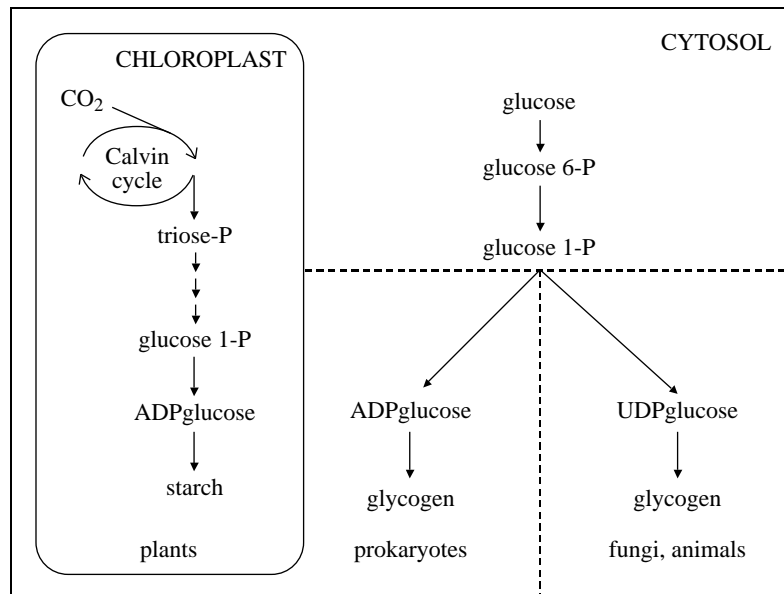 CHLOROPLAST
CO₂
Calvin
cycle
triose-P
glucose 1-P
ADPglucose
starch
plants
CYTOSOL
glucose
glucose 6-P
glucose 1-P
ADPglucose
glycogen
prokaryotes
UDPglucose
glycogen
fungi, animals